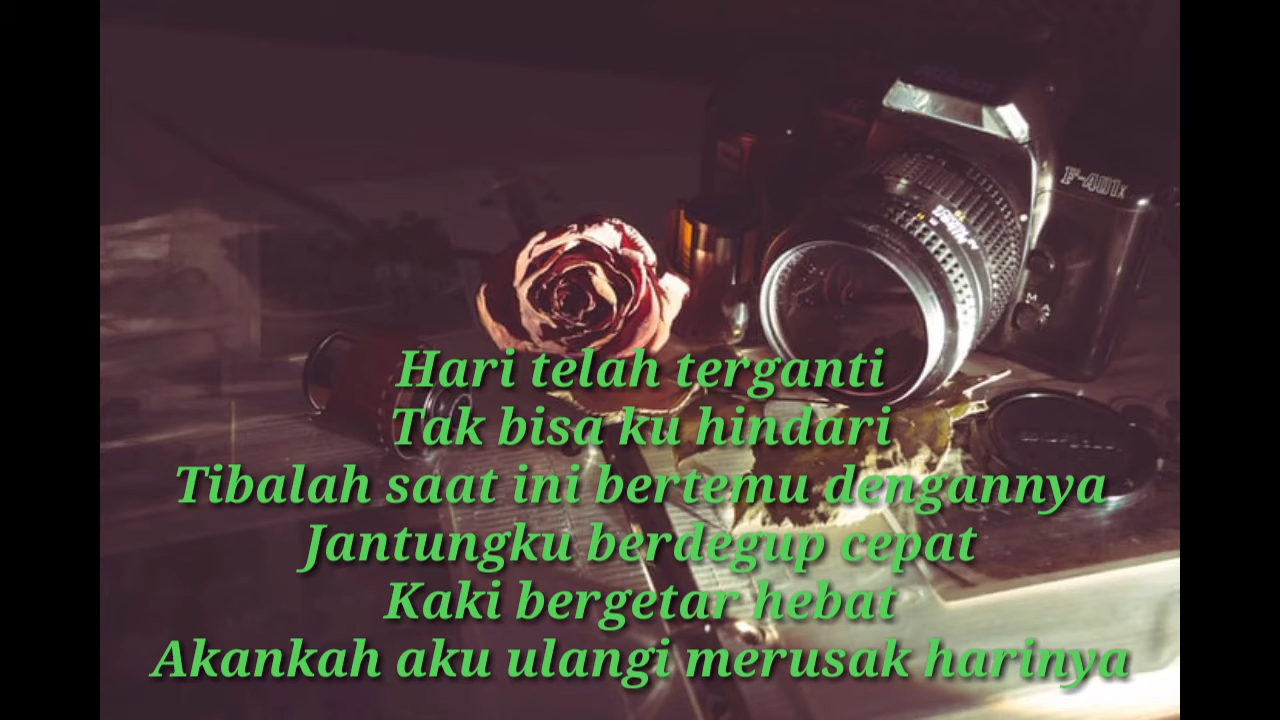 F-401x
Hari telah terganti
Tak bisa ku hindari
Tibalah saat ini bertemu dengannya
Jantungku berdegup cepat
Kaki bergetar hebat
Akankah aku ulangi merusak harinya